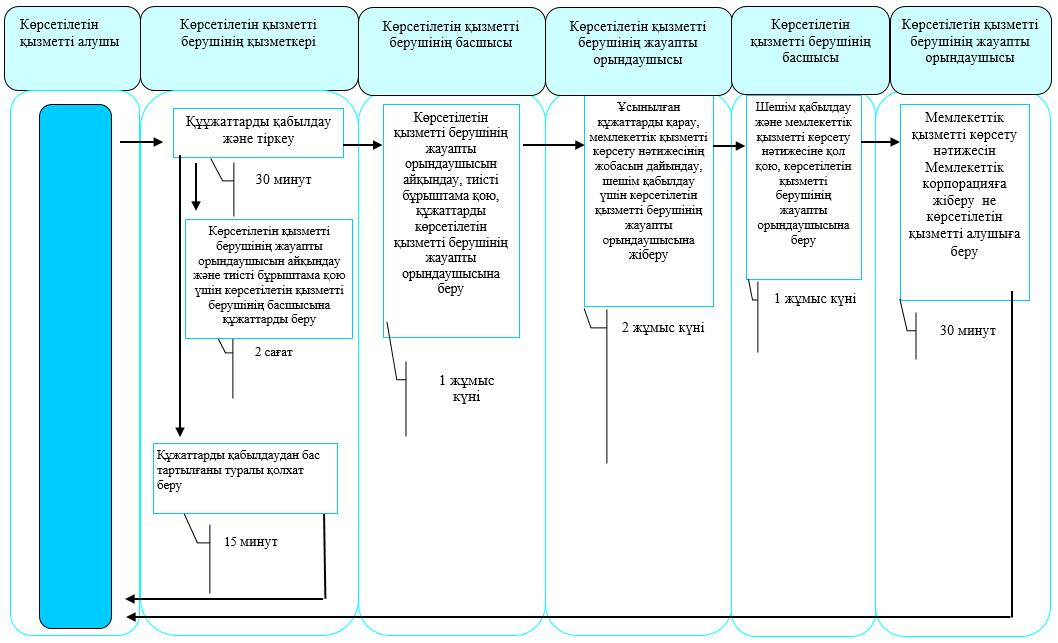 Көрсетілетін
қызметті алушы
Көрсетілетін қызметті
берушінің қызметкері
Көрсетілетін қызметті
берушінің басшысы
Көрсетілетін қызметті
берушінің жауапты
орындаушысы
Көрсетілетін
қызметті берушінің
басшысы
Көрсетілетін қызметті
берушінің жауапты
орындаушысы
Құұжаттарды қабылдау
және тіркеу
30 минут
Көрсетілетін қызметті
берушінің жауапты
орындаушысын айқындау
және тиісті бұрыштама қою
үшін көрсетілетін қызметті
берушінің басшысына
құжаттарды беру
2 сағат
Құжаттарды қабылдаудан бас
тартылғаны туралы қолхат
беру
15 минут
Көрсетілетін
қызметті берушінің
жауапты
орындаушысын
айқындау, тиісті
бұрыштама қою,
құжаттарды
көрсетілетін
қызметті берушінің
жауапты
орындаушысына
беру
1 жұмыс
күні
Ұсынылған
құжаттарды қарау,
мемлекеттік қызметті
көрсету нәтижесінің
жобасын дайындау,
шешім қабылдау
үшін көрсетілетін
қызметті берушінің
жауапты
орындаушысына
жіберу
2 жұмыс күні
Шешім қабылдау
және мемлекеттік
қызметті көрсету
нәтижесіне қол
қою, көрсетілетін
қызметті
берушінің
жауапты
орындаушысына
беру
1 жұмыс күні
Мемлекеттік
қызметті көрсету
нәтижесін
Мемлекеттік
корпорацияға
жіберу не
көрсетілетін
қызметті алушыға
беру
30 минут